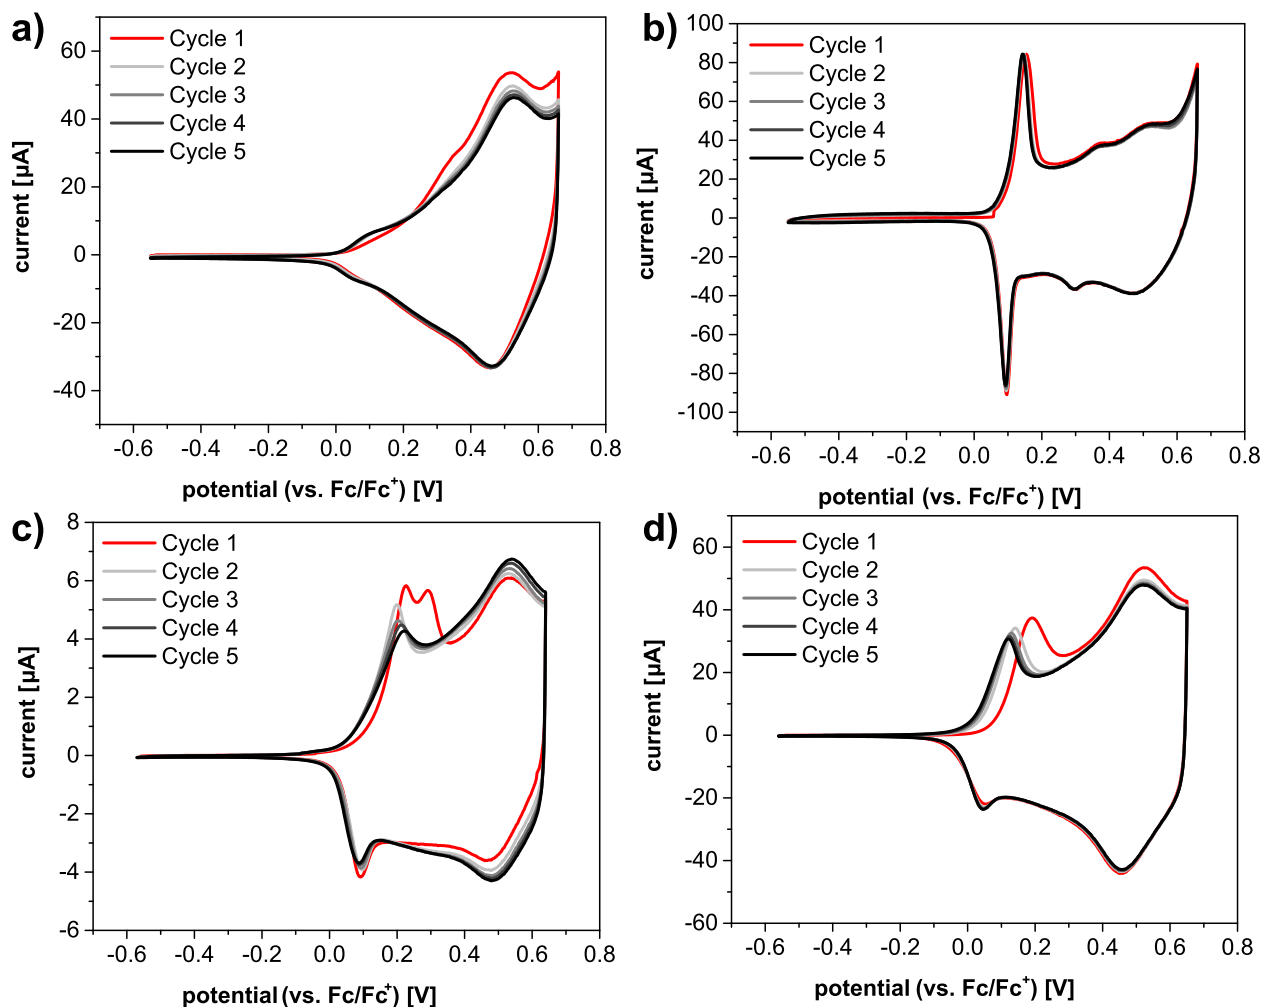 a)
Cycle 1
Cycle 2
Cycle 3
Cycle 4
Cycle 5
60
40
20
0
-20
-40
current [µA]
-0.6 -0.4 -0.2 0.0 0.2 0.4 0.6 0.8
potential (vs. Fc/Fc+) [V]
b)
Cycle 1
Cycle 2
Cycle 3
Cycle 4
Cycle 5
100
80
60
40
20
0
-20
-40
-60
-80
-100
current [µA]
-0.6 -0.4 -0.2 0.0 0.2 0.4 0.6 0.8
potential (vs. Fc/Fc+) [V]
c)
Cycle 1
Cycle 2
Cycle 3
Cycle 4
Cycle 5
8
6
4
2
0
-2
-4
-6
current [µA]
-0.6 -0.4 -0.2 0.0 0.2 0.4 0.6 0.8
potential (vs. Fc/Fc+) [V]
d)
Cycle 1
Cycle 2
Cycle 3
Cycle 4
Cycle 5
60
40
20
0
-20
-40
-60
current [µA]
-0.6 -0.4 -0.2 0.0 0.2 0.4 0.6 0.8
potential (vs. Fc/Fc+) [V]